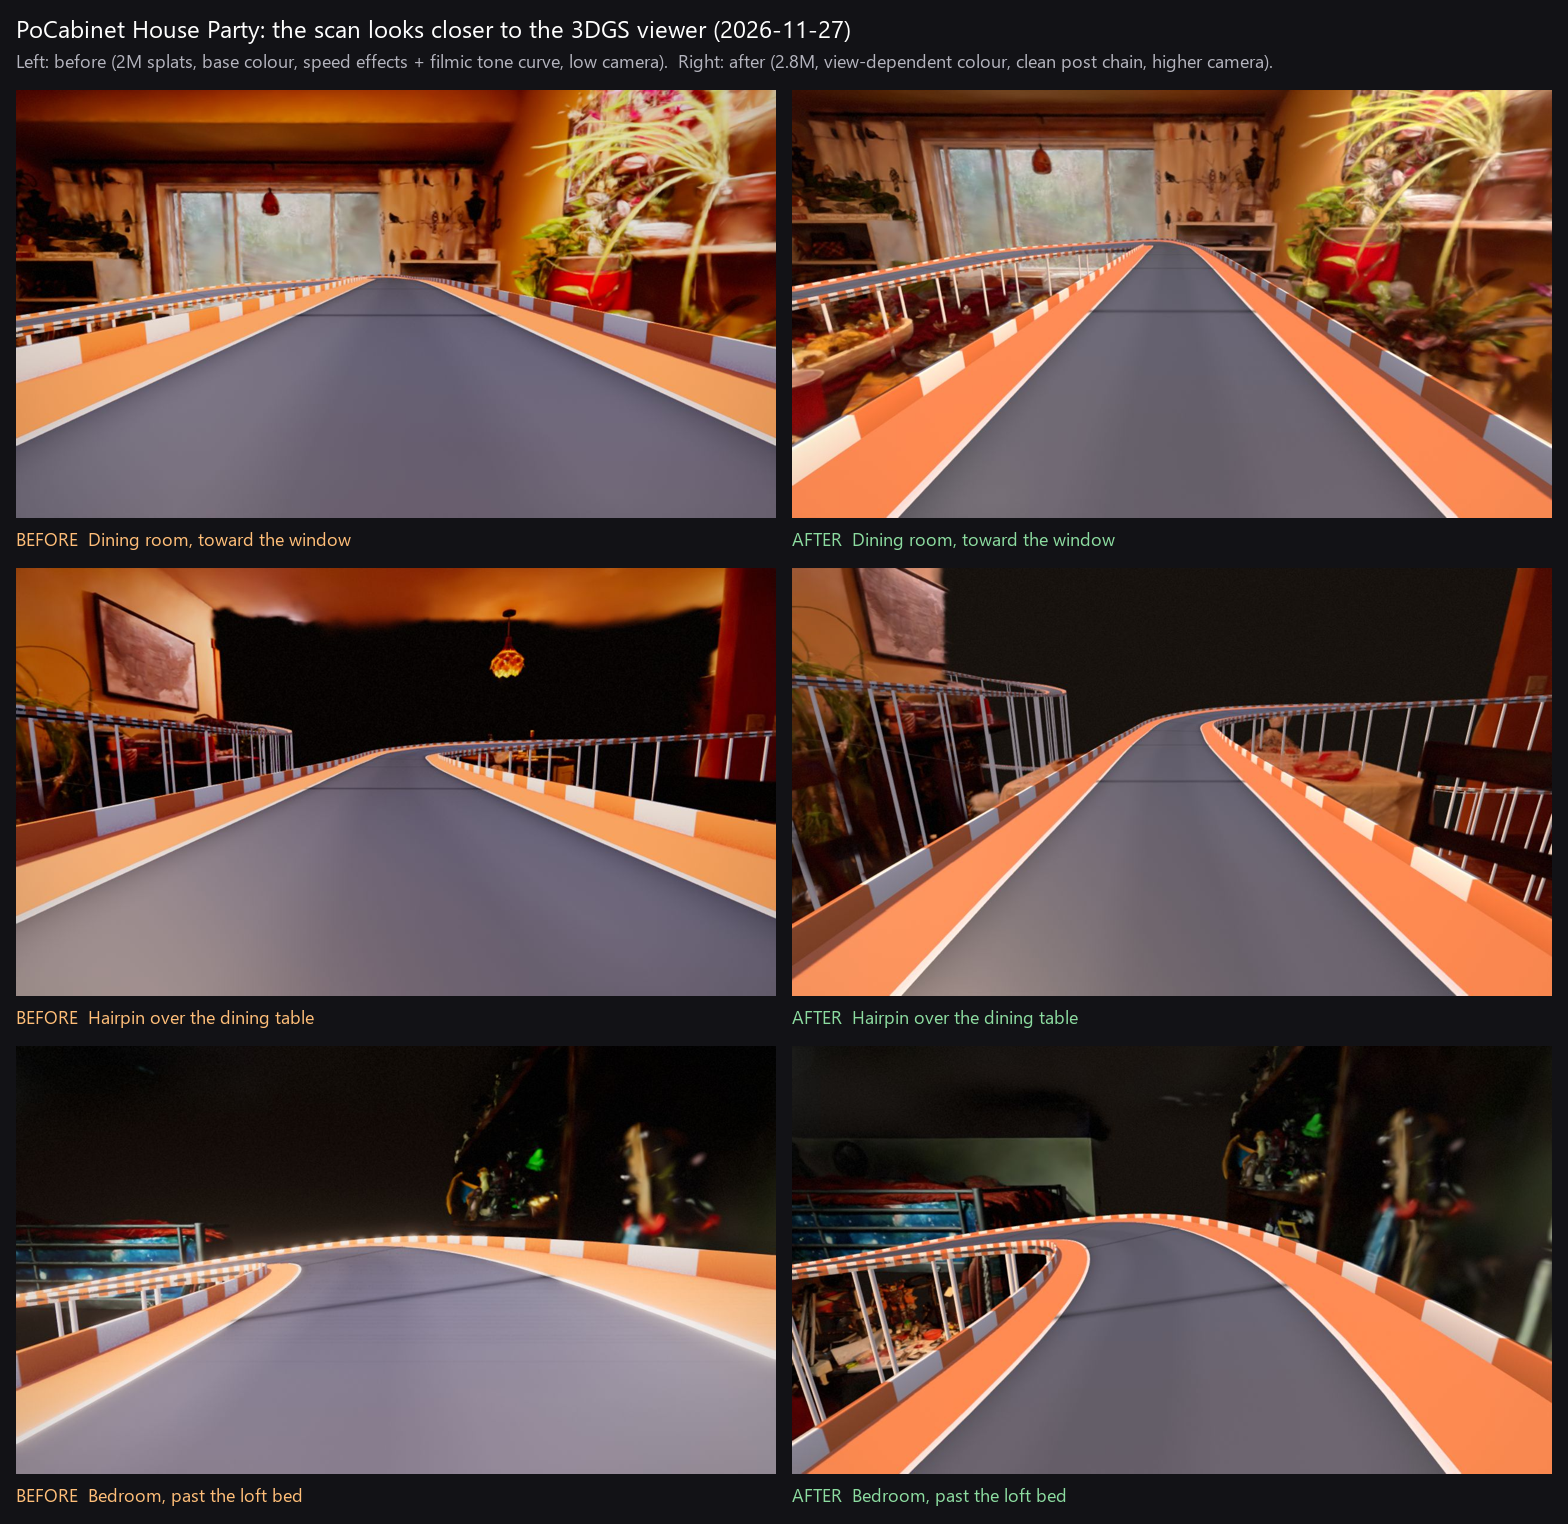 PoCabinet House Party: the scan looks closer to the 3DGS viewer (2026-11-27)
Left: before (2M splats, base colour, speed effects + filmic tone curve, low camera).  Right: after (2.8M, view-dependent colour, clean post chain, higher camera).
BEFORE  Dining room, toward the window
AFTER  Dining room, toward the window
BEFORE  Hairpin over the dining table
AFTER  Hairpin over the dining table
BEFORE  Bedroom, past the loft bed
AFTER  Bedroom, past the loft bed